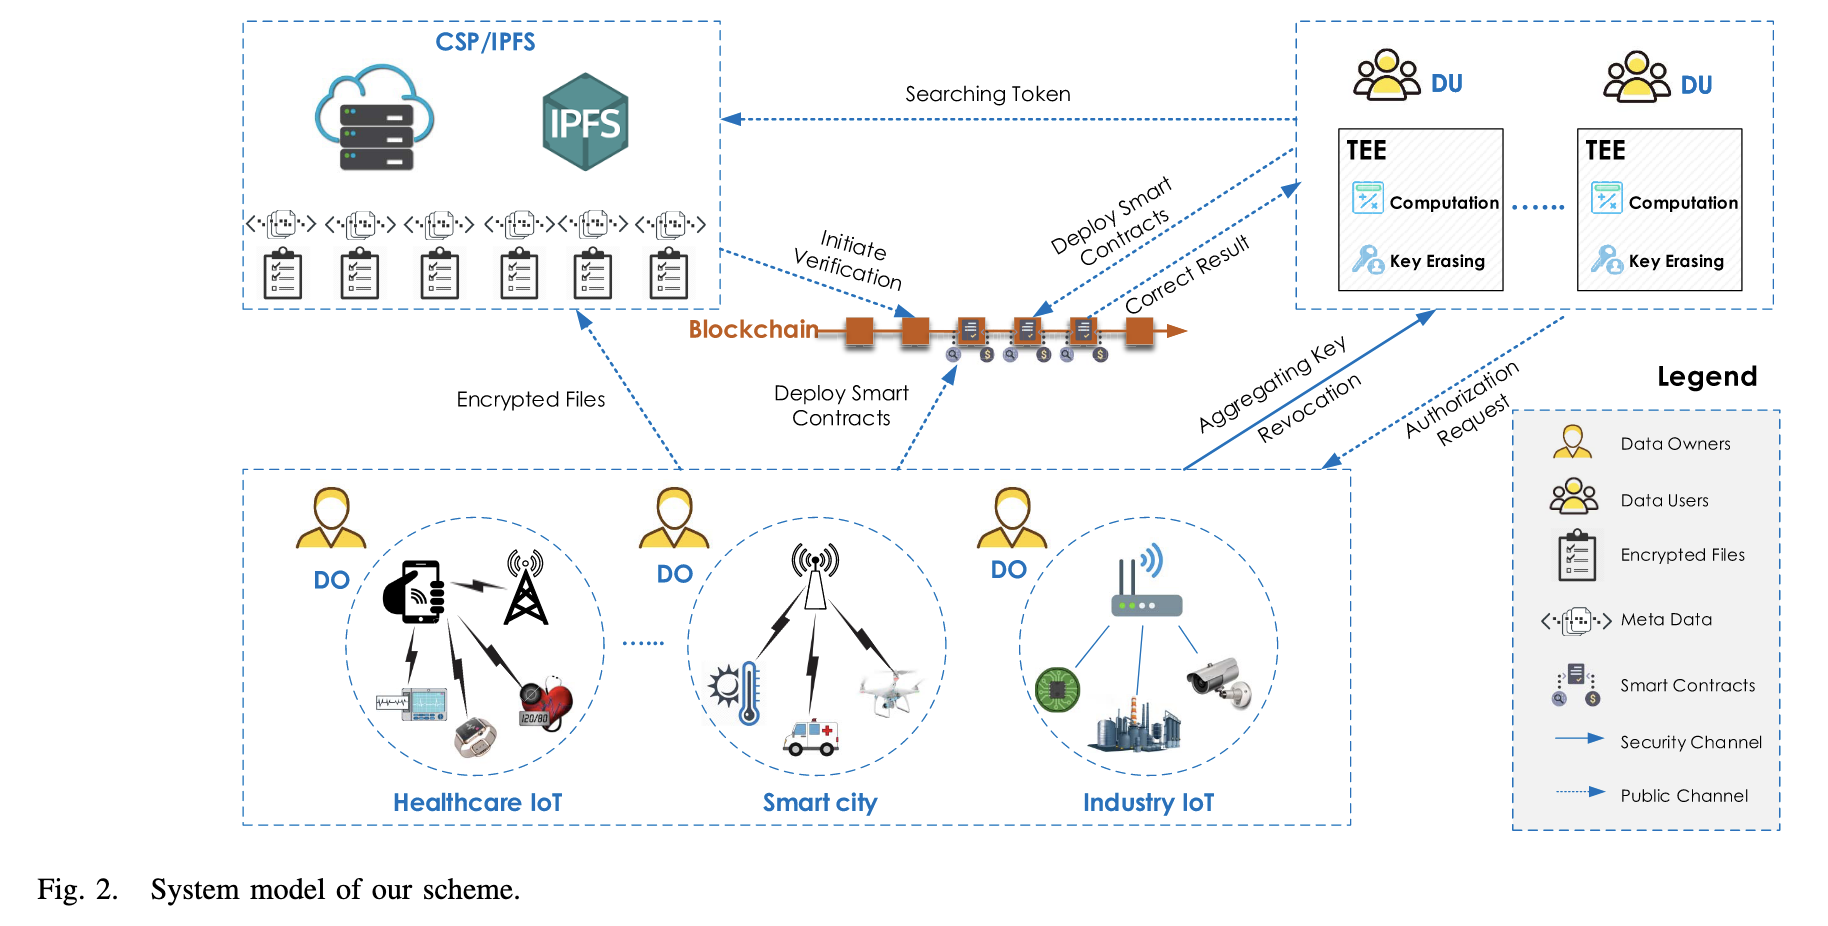 CSP/IPFS
IPFS
Searching Token
DU
DU
TEE
Computation
Key Erasing
TEE
Computation
Key Erasing
Initiate
Verification
Deploy Smart
Contracts
Correct Result
Blockchain
Encrypted Files
Deploy Smart
Contracts
Aggregating Key
Revocation
Authorization
Request
DO
DO
DO
120/80
Healthcare IoT
Smart city
Industry IoT
Legend
Data Owners
Data Users
Encrypted Files
Meta Data
Smart Contracts
Security Channel
Public Channel
Fig. 2. System model of our scheme.